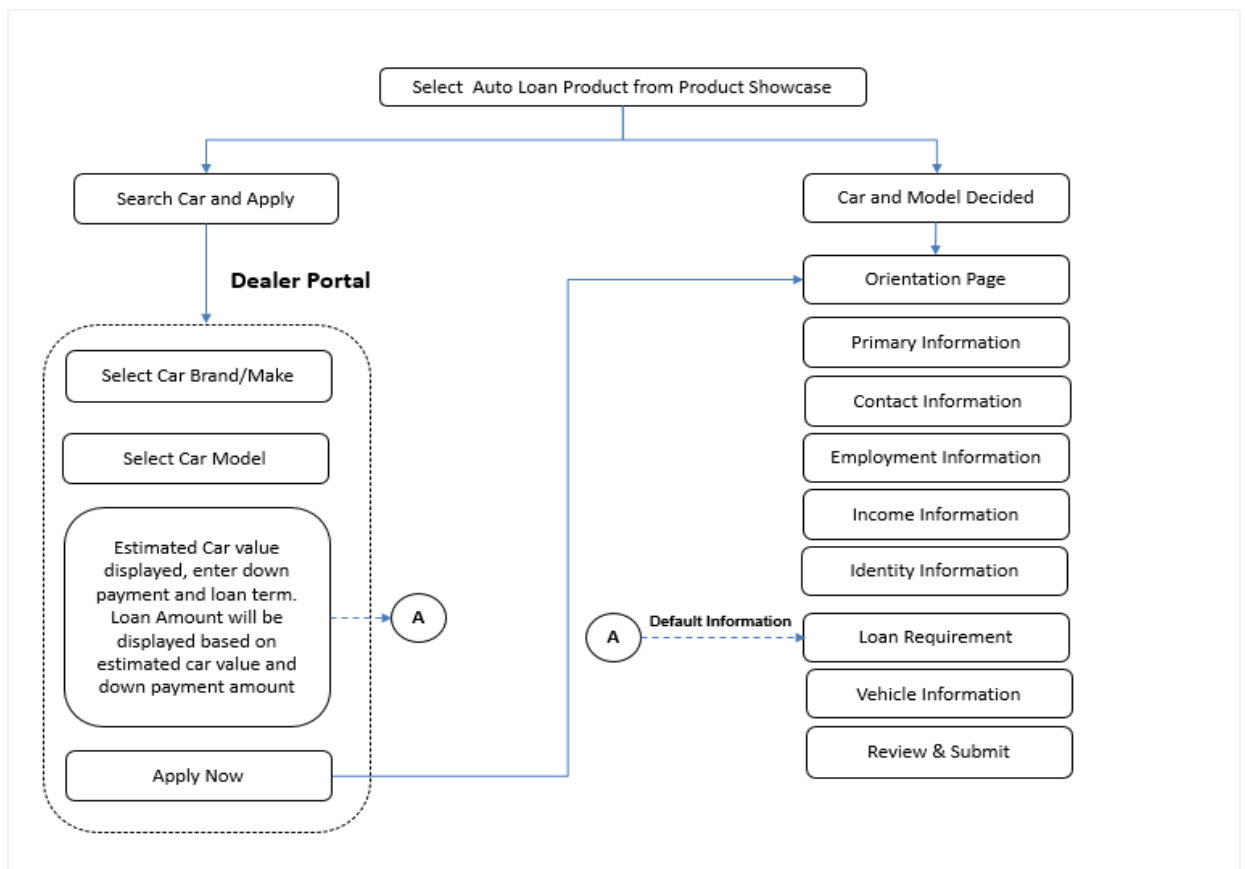 Select Auto Loan Product from Product Showcase
Search Car and Apply
Car and Model Decided
Dealer Portal
Orientation Page
Primary Information
Select Car Brand/Make
Contact Information
Select Car Model
Employment Information
Income Information
Estimated Car value
displayed, enter down
payment and loan term.
Loan Amount will be
displayed based on
estimated car value and
down payment amount
A
Identity Information
A
Default Information
Loan Requirement
Vehicle Information
Review & Submit
Apply Now